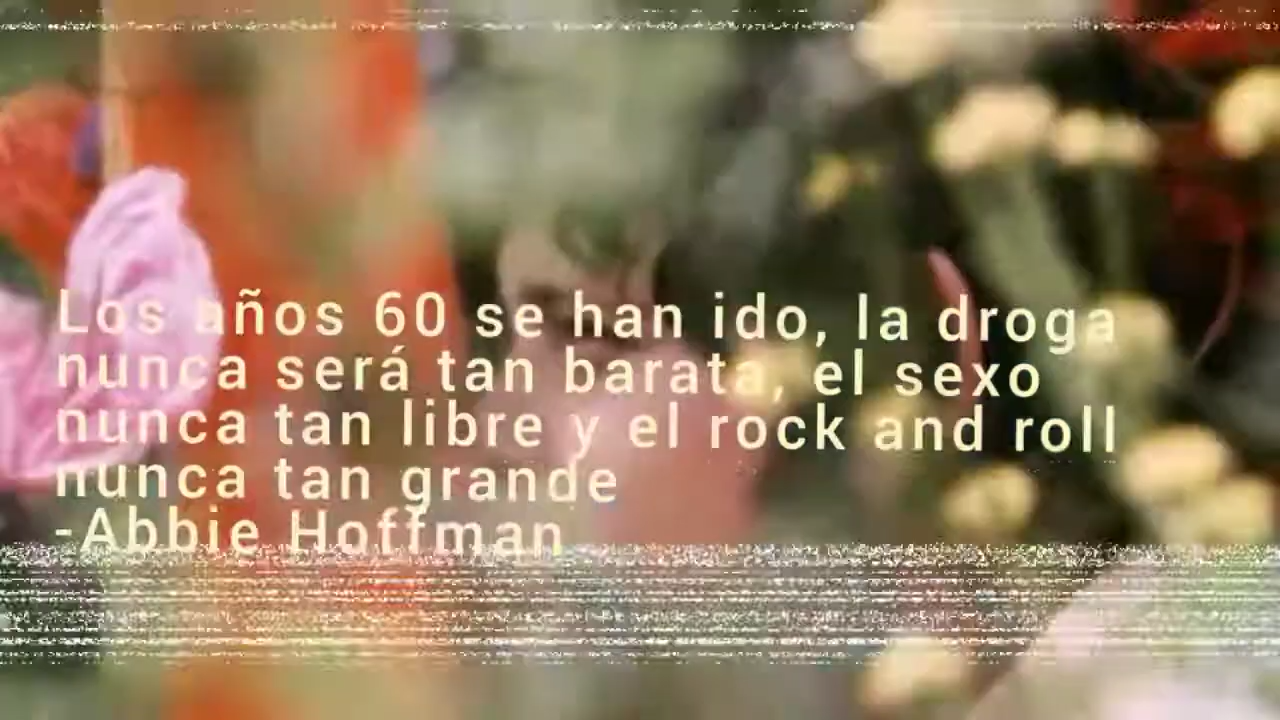 Los años 60 se han ido, la droga
nunca será tan barata, el sexo
nunca tan libre y el rock and roll
nunca tan grande
-Abbie Hoffman